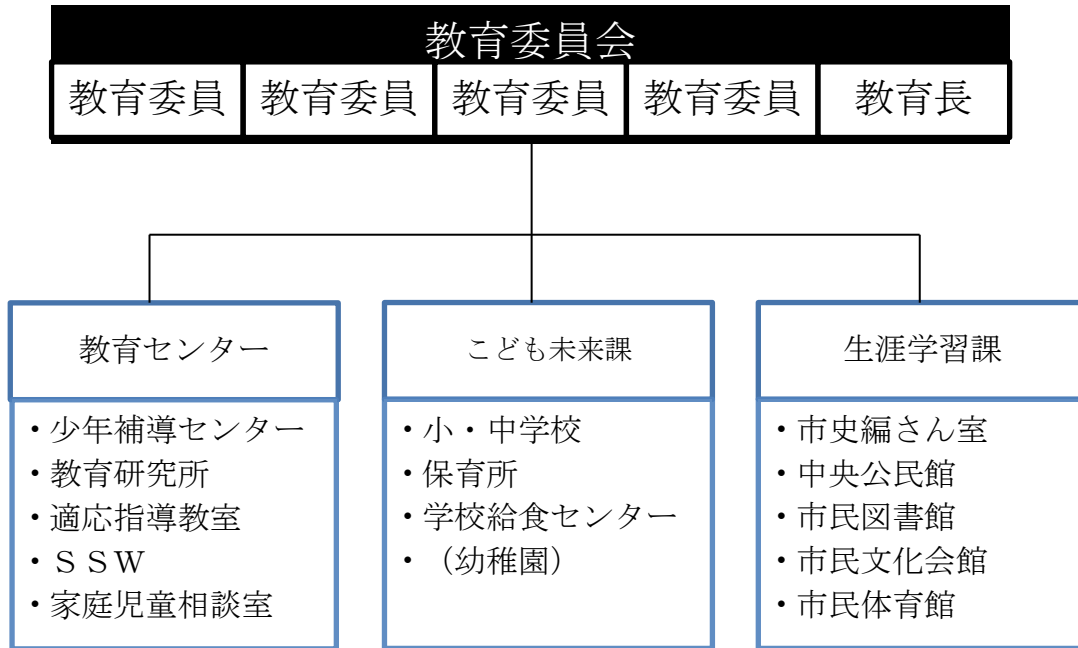 教育委員会
教育委員 教育委員 教育委員 教育委員 教育長
教育センター
・少年補導センター
・教育研究所
・適応指導教室
・ＳＳＷ
・家庭児童相談室
こども未来課
・小・中学校
・保育所
・学校給食センター
・（幼稚園）
生涯学習課
・市史編さん室
・中央公民館
・市民図書館
・市民文化会館
・市民体育館